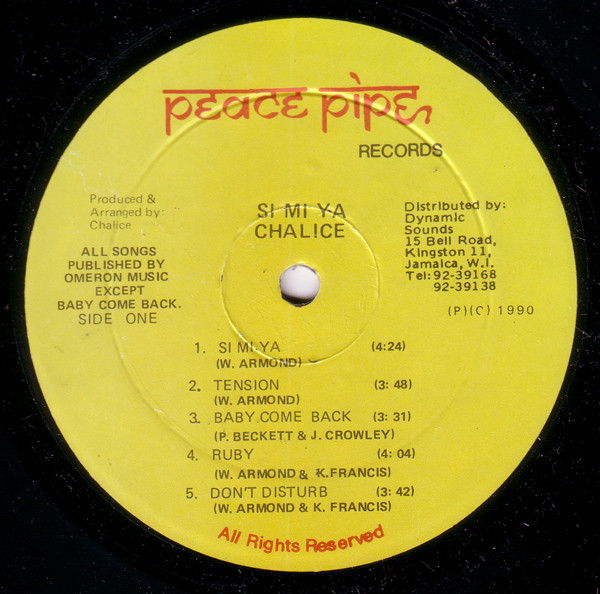 peace pipe
RECORDS
Produced &
Arranged by:
Chalice
ALL SONGS
PUBLISHED BY
OMERON MUSIC
EXCEPT
BABY COME BACK.
SIDE ONE
SI MI YA
CHAL!CE
Distributed by:
Dynamic
Sounds
15 Bell Road,
Kingston 11,
Jamaica, W.I.
Tel: 92-39168
92-39138
(P)(C) 1990
1. SI MI YA (4:24)
(W. ARMOND)
2. TENSION (3: 48)
(W. ARMOND)
3. BABY COME BACK (3: 31)
(P. BECKETT & J. CROWLEY)
4. RUBY (4: 04)
(W. ARMOND & K.FRANCIS)
5. DON'T DISTURB (3: 42)
(W. ARMOND & K. FRANCIS)
All Rights Reserved